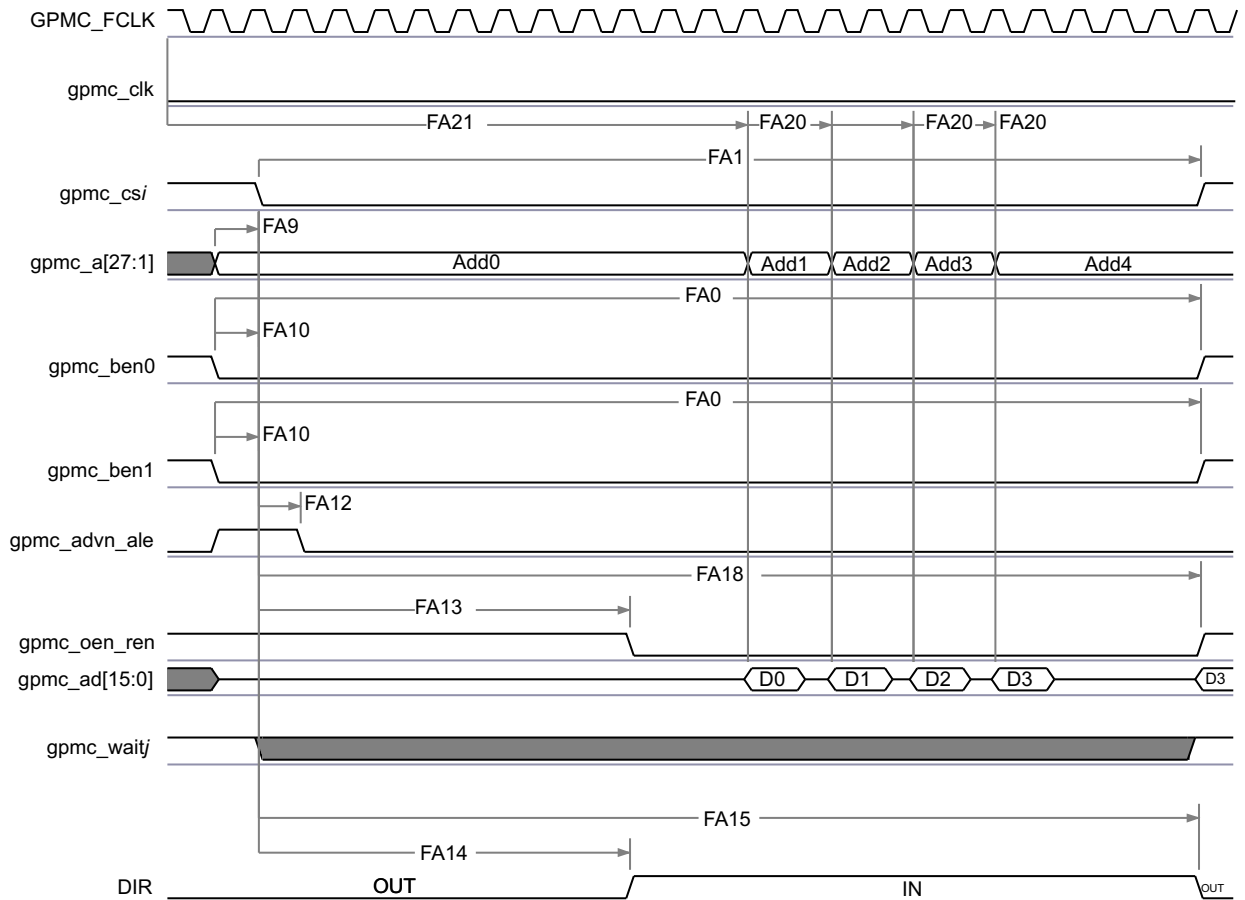 GPMC_FCLK
gpmc_clk
FA21 FA20 FA20 FA20
FA1
gpmc_csi
FA9
gpmc_a[27:1] Add0 Add1 Add2 Add3 Add4
FA0
FA10
gpmc_ben0
FA0
FA10
gpmc_ben1
FA12
gpmc_advn_ale
FA18
FA13
gpmc_oen_ren
gpmc_ad[15:0] D0 D1 D2 D3 D3
gpmc_waitj
FA15
FA14
DIR OUT IN OUT